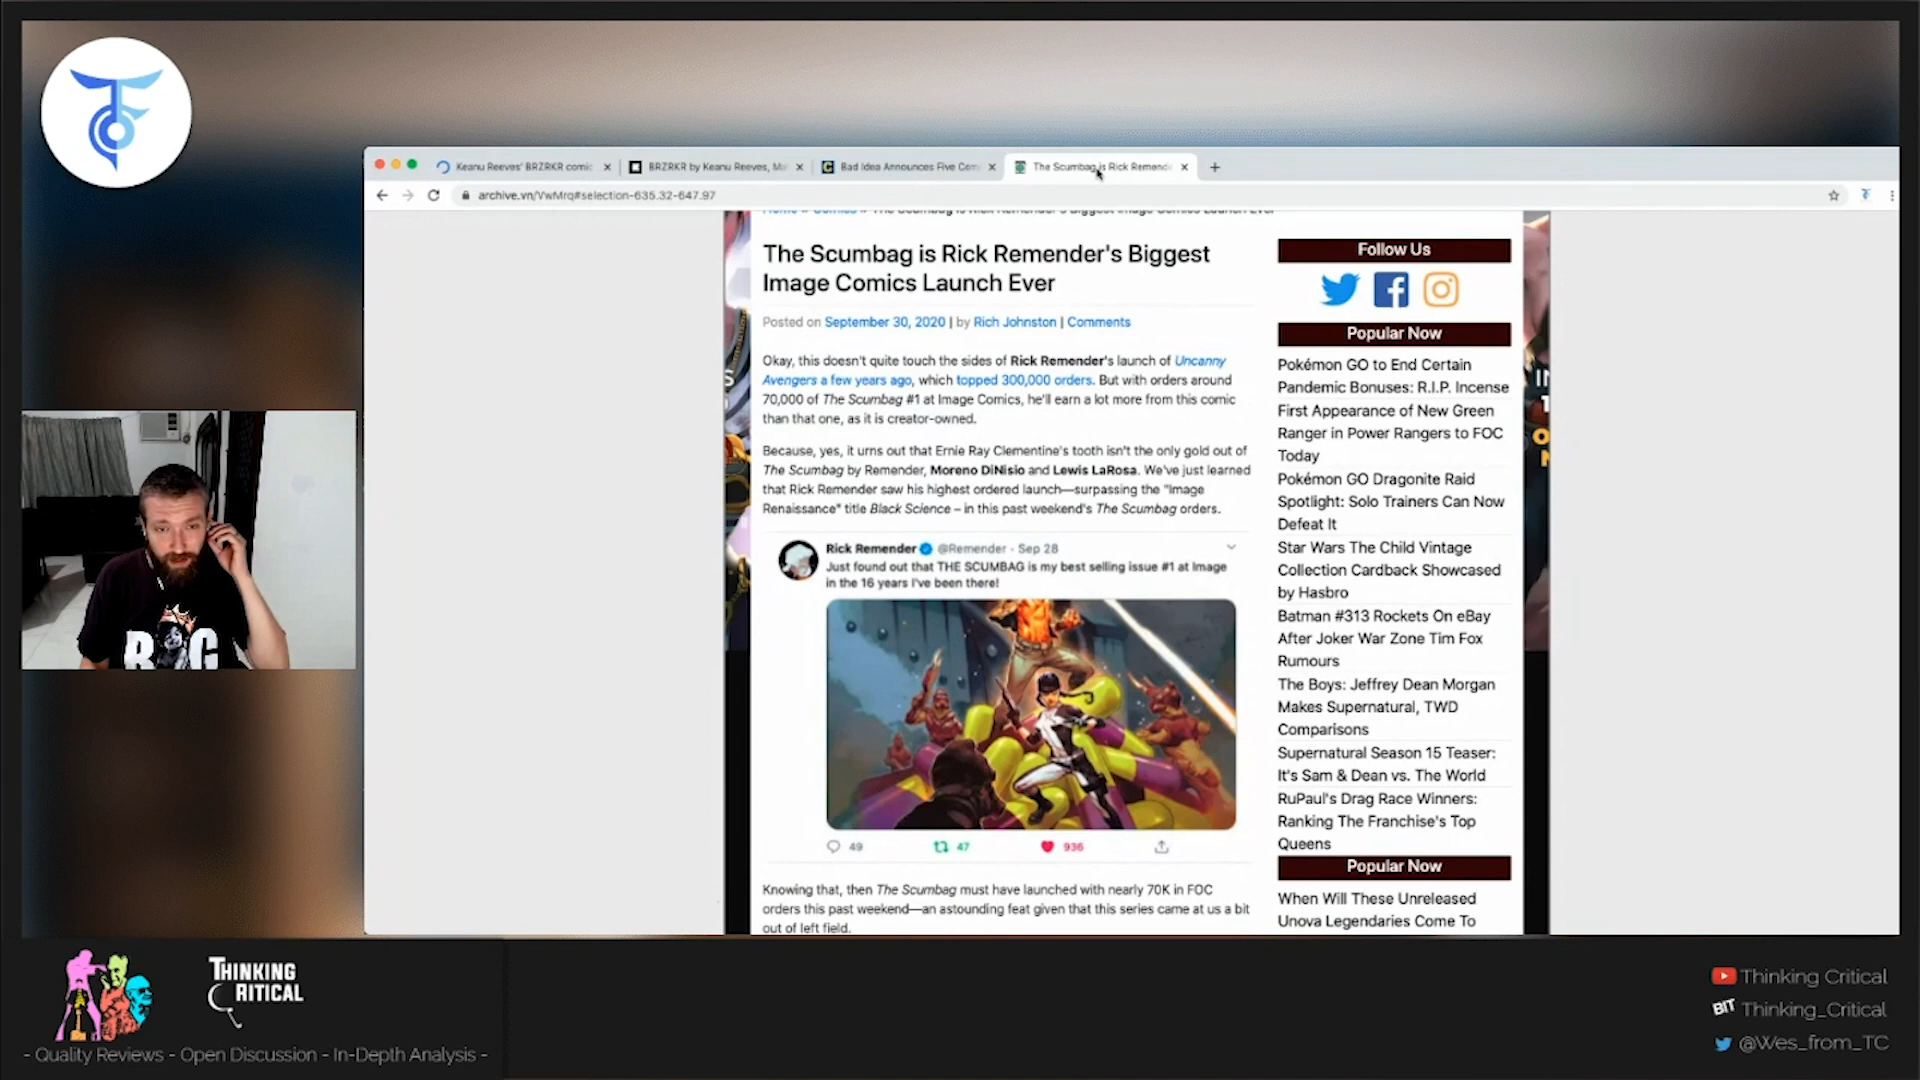 Keanu Reeves' BRZRKR comic
BRZRKR by Keanu Reeves, Ma
Bad Idea Announces Five Com
The Scumbag is Rick Remende
archive.vn/VwMrq#selection-635.32-647.97
Home » Comics » The Scumbag is Rick Remender's Biggest Image Comics Launch Ever
The Scumbag is Rick Remender's Biggest
Image Comics Launch Ever
Posted on September 30, 2020 | by Rich Johnston | Comments
Okay, this doesn't quite touch the sides of Rick Remender's launch of Uncanny
Avengers a few years ago, which topped 300,000 orders. But with orders around
70,000 of The Scumbag #1 at Image Comics, he'll earn a lot more from this comic
than that one, as it is creator-owned.
Because, yes, it urns out that Ernie Ray Clementine's tooth isn't the only gold out of
The Scumbag by Remender, Moreno DiNisio and Lewis LaRosa. We've just learned
that Rick Remender saw his highest ordered launch—surpassing the "Image
Renaissance" title Black Science – in this past weekend's The Scumbag orders.
Rick Remender @Remender · Sep 28
Just found out that THE SCUMBAG is my best selling issue #1 at Image
in the 16 years I've been there!
49
47
936
Knowing that, then The Scumbag must have launched with nearly 70K in FOC
orders this past weekend—an astounding feat given that this series came at us a bit
out of left field.
Follow Us
Popular Now
Pokémon GO to End Certain
Pandemic Bonuses: R.I.P. Incense
First Appearance of New Green
Ranger in Power Rangers to FOC
Today
Pokémon GO Dragonite Raid
Spotlight: Solo Trainers Can Now
Defeat It
Star Wars The Child Vintage
Collection Cardback Showcased
by Hasbro
Batman #313 Rockets On eBay
After Joker War Zone Tim Fox
Rumours
The Boys: Jeffrey Dean Morgan
Makes Supernatural, TWD
Comparisons
Supernatural Season 15 Teaser:
It's Sam & Dean vs. The World
RuPaul's Drag Race Winners:
Ranking The Franchise's Top
Queens
Popular Now
When Will These Unreleased
Unova Legendaries Come To
THINKING
CRITICAL
- Quality Reviews - Open Discussion - In-Depth Analysis -
Thinking Critical
BIT Thinking_Critical
@Wes_from_TC